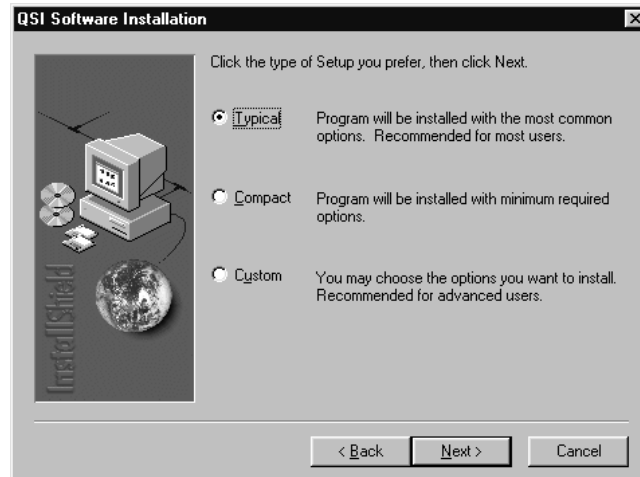 QSI Software Installation
Click the type of Setup you prefer, then click Next.
Typical
Program will be installed with the most common
options. Recommended for most users.
Compact
Program will be installed with minimum required
options.
Custom
You may choose the options you want to install.
Recommended for advanced users.
InstallShield
< Back
Next >
Cancel